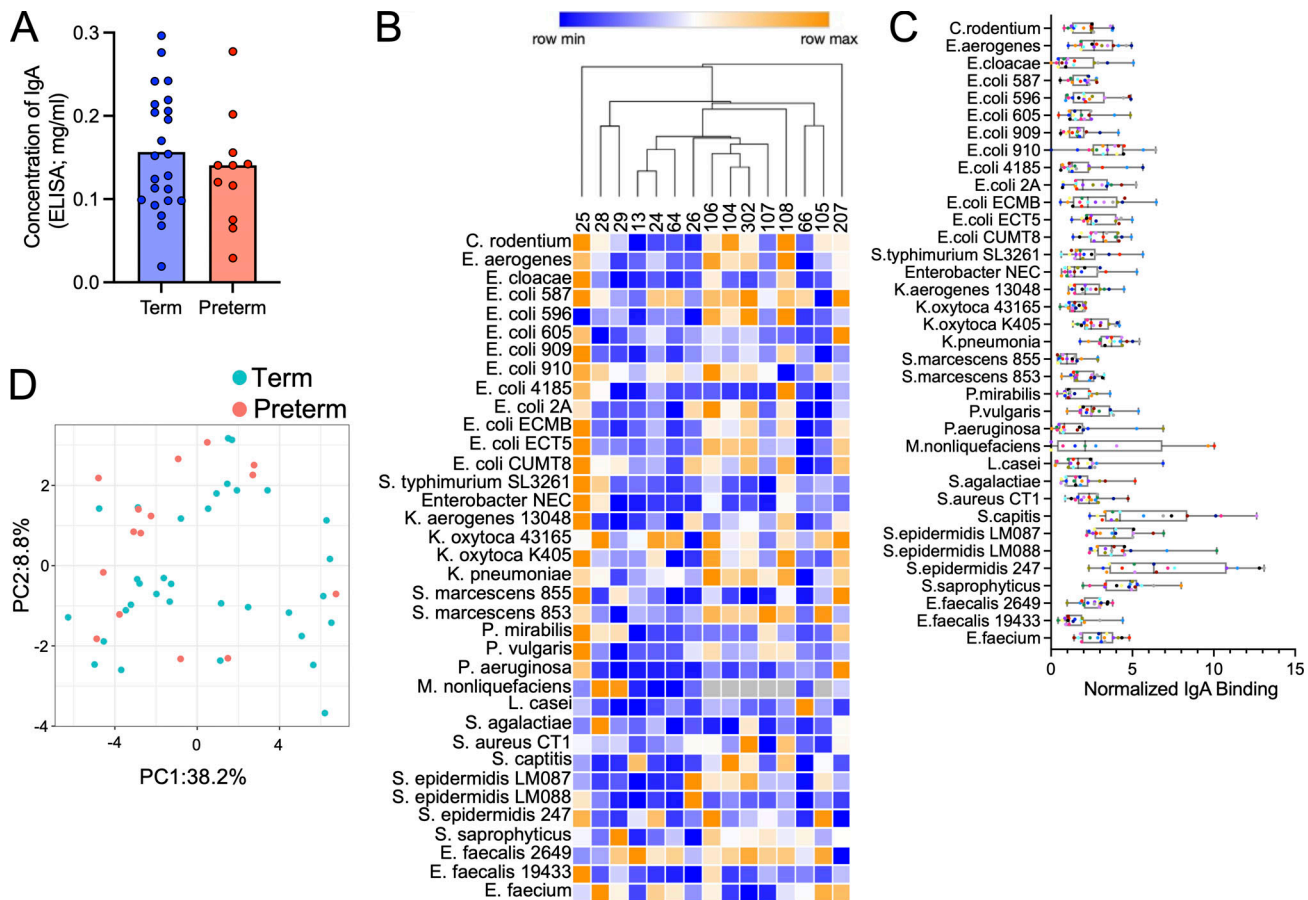 A
0.3
0.2
0.1
0.0
Concentration of IgA
(ELISA; mg/ml)
Term
Preterm
B
row min
row max
25 28 29 13 24 64 26 106 104 302 107 108 66 105 207
C. rodentium
E. aerogenes
E. cloacae
E. coli 587
E. coli 596
E. coli 605
E. coli 909
E. coli 910
E. coli 4185
E. coli 2A
E. coli ECMB
E. coli ECT5
E. coli CUMT8
S. typhimurium SL3261
Enterobacter NEC
K. aerogenes 13048
K. oxytoca 43165
K. oxytoca K405
K. pneumoniae
S. marcescens 855
S. marcescens 853
P. mirabilis
P. vulgaris
P. aeruginosa
M. nonliquefaciens
L. casei
S. agalactiae
S. aureus CT1
S. captitis
S. epidermidis LM087
S. epidermidis LM088
S. epidermidis 247
S. saprophyticus
E. faecalis 2649
E. faecalis 19433
E. faecium
C
C.rodentium
E.aerogenes
E.cloacae
E.coli 587
E.coli 596
E.coli 605
E.coli 909
E.coli 910
E.coli 4185
E.coli 2A
E.coli ECMB
E.coli ECT5
E.coli CUMT8
S.typhimurium SL3261
Enterobacter NEC
K.aerogenes 13048
K.oxytoca 43165
K.oxytoca K405
K.pneumonia
S.marcescens 855
S.marcescens 853
P.mirabilis
P.vulgaris
P.aeruginosa
M.nonliquefaciens
L.casei
S.agalactiae
S.aureus CT1
S.capitis
S.epidermidis LM087
S.epidermidis LM088
S.epidermidis 247
S.saprophyticus
E.faecalis 2649
E.faecalis 19433
E.faecium
0 5 10 15
Normalized IgA Binding
D
Term
Preterm
2
0
-2
-4
PC2:8.8%
-4 0 4
PC1:38.2%